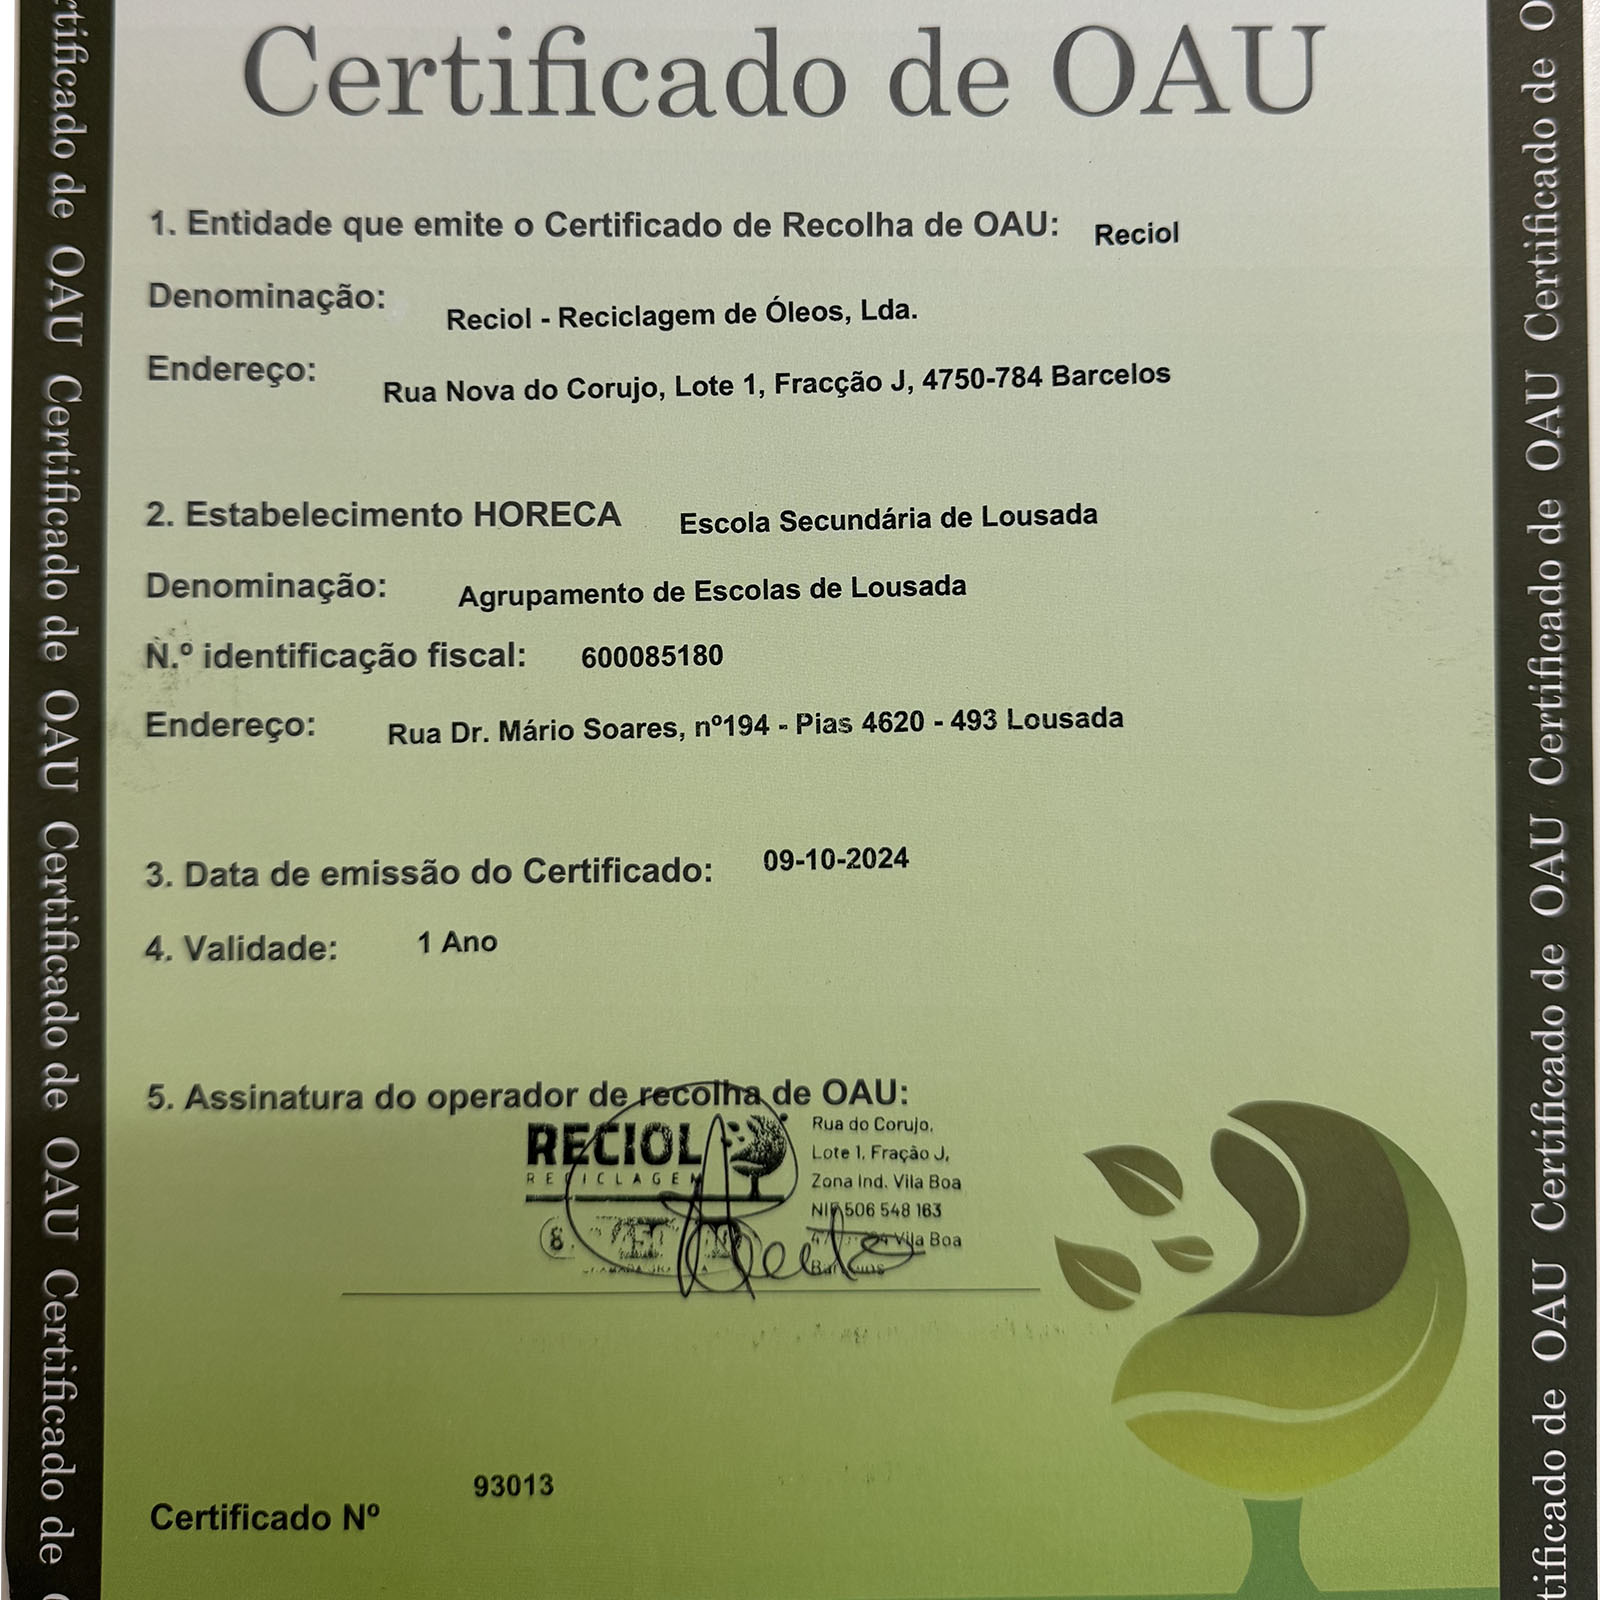 Certificado de OAU
1. Entidade que emite o Certificado de Recolha de OAU: Reciol
Denominação: Reciol - Reciclagem de Óleos, Lda.
Endereço: Rua Nova do Corujo, Lote 1, Fracção J, 4750-784 Barcelos
2. Estabelecimento HORECA Escola Secundária de Lousada
Denominação: Agrupamento de Escolas de Lousada
N.º identificação fiscal: 600085180
Endereço: Rua Dr. Mário Soares, nº194 - Pias 4620 - 493 Lousada
3. Data de emissão do Certificado: 09-10-2024
4. Validade: 1 Ano
5. Assinatura do operador de recolha de OAU:
RECIOL
RECICLAGEM
Rua do Corujo,
Lote 1, Fração J,
Zona Ind. Vila Boa
NIF 506 548 163
Vila Boa
Barcelos
Certificado Nº 93013
Certificado de OAU Certificado de OAU Certificado de OAU Certificado de
Certificado de OAU Certificado de OAU Certificado de OAU Certificado de